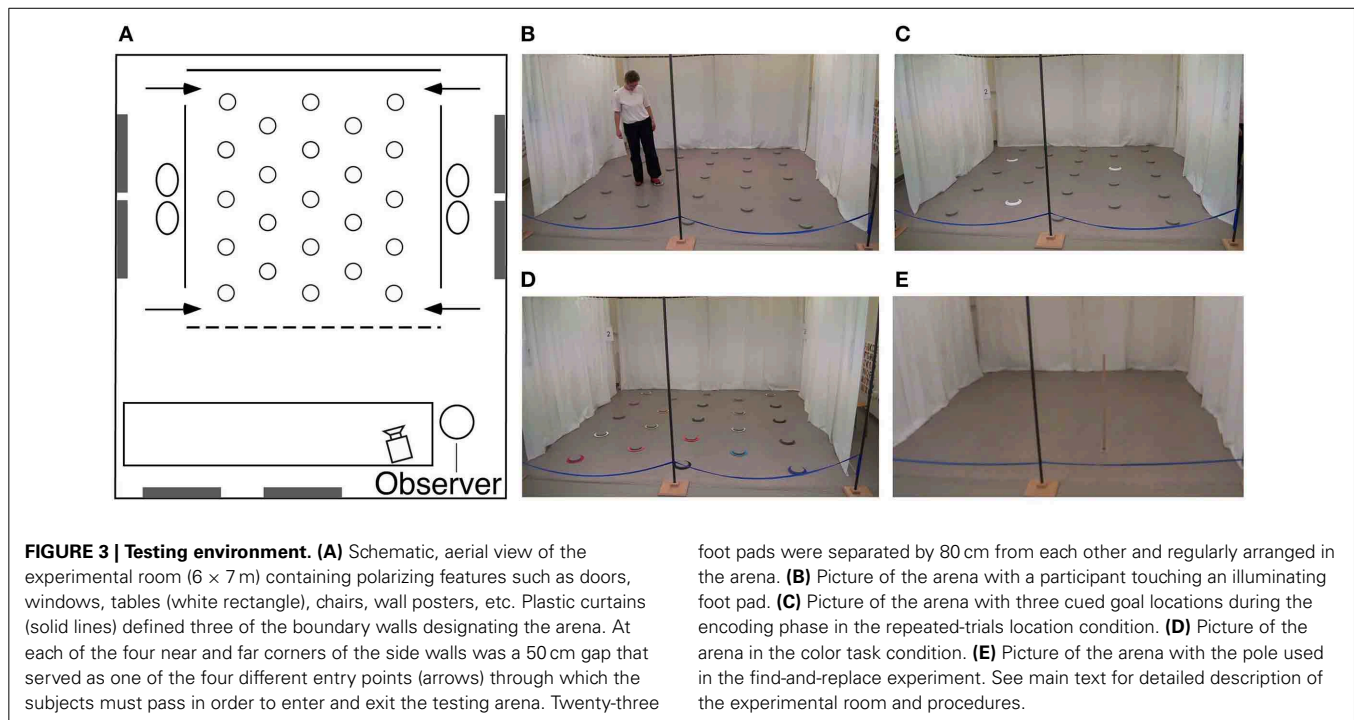 A
B
C
Observer
D
E
FIGURE 3 | Testing environment. (A) Schematic, aerial view of the
experimental room (6 × 7 m) containing polarizing features such as doors,
windows, tables (white rectangle), chairs, wall posters, etc. Plastic curtains
(solid lines) defined three of the boundary walls designating the arena. At
each of the four near and far corners of the side walls was a 50 cm gap that
served as one of the four different entry points (arrows) through which the
subjects must pass in order to enter and exit the testing arena. Twenty-three
foot pads were separated by 80 cm from each other and regularly arranged in
the arena. (B) Picture of the arena with a participant touching an illuminating
foot pad. (C) Picture of the arena with three cued goal locations during the
encoding phase in the repeated-trials location condition. (D) Picture of the
arena in the color task condition. (E) Picture of the arena with the pole used
in the find-and-replace experiment. See main text for detailed description of
the experimental room and procedures.